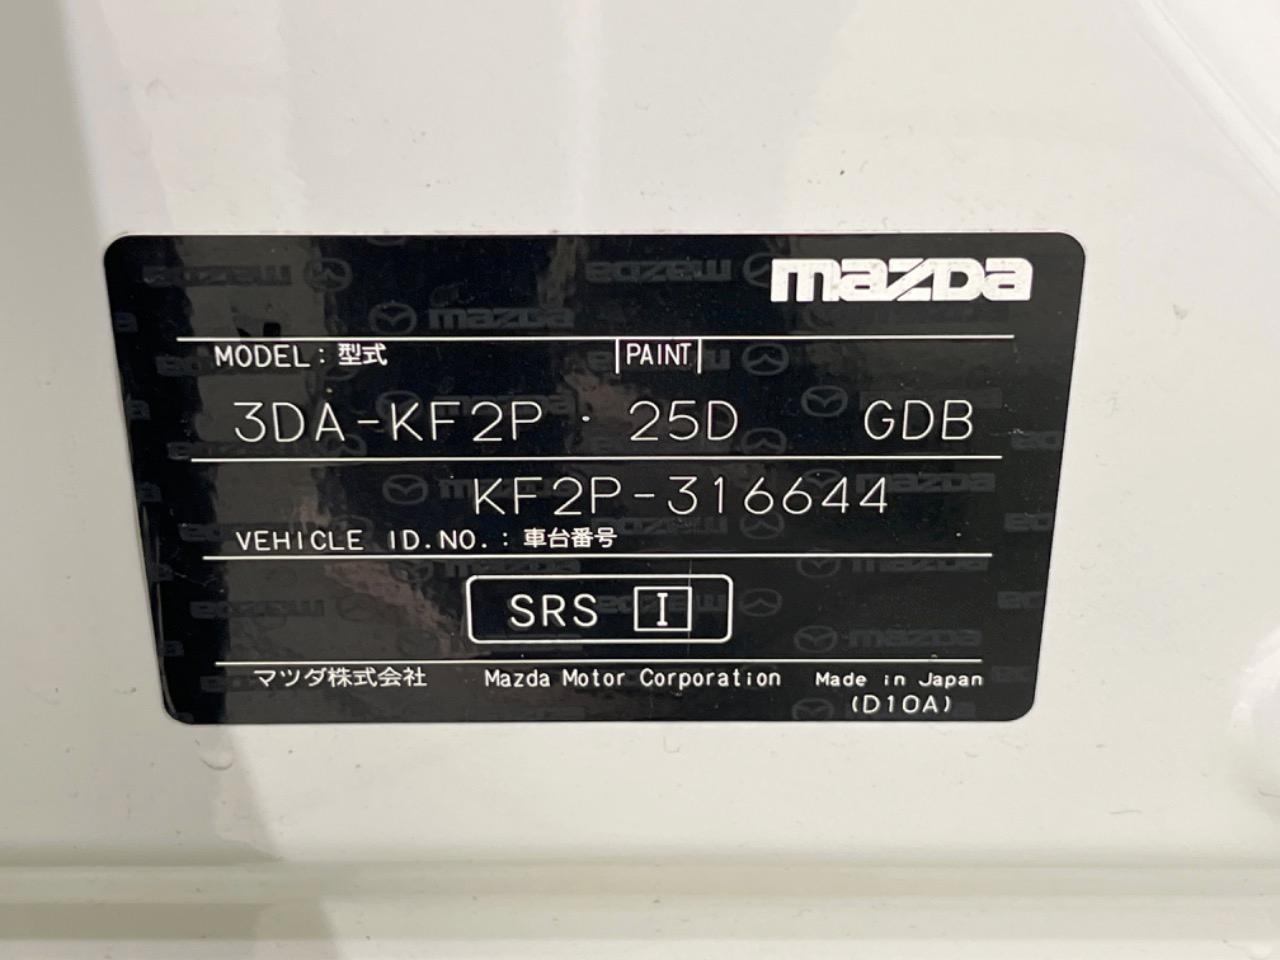 mazda
MODEL：型式 PAINT
3DA-KF2P・25D GDB
KF2P-316644
VEHICLE ID.NO.：車台番号
SRS I
マツダ株式会社 Mazda Motor Corporation Made in Japan
(D10A)